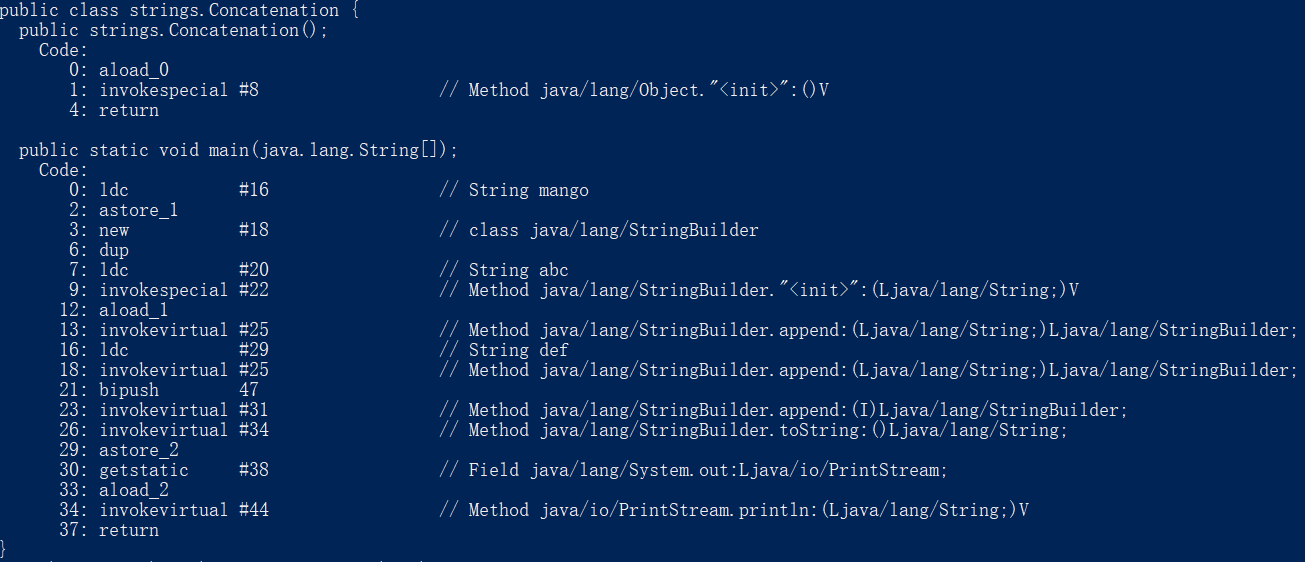 public class strings.Concatenation {
  public strings.Concatenation();
    Code:
       0: aload_0
       1: invokespecial #8                  // Method java/lang/Object."<init>":()V
       4: return

  public static void main(java.lang.String[]);
    Code:
       0: ldc           #16                 // String mango
       2: astore_1
       3: new           #18                 // class java/lang/StringBuilder
       6: dup
       7: ldc           #20                 // String abc
       9: invokespecial #22                 // Method java/lang/StringBuilder."<init>":(Ljava/lang/String;)V
      12: aload_1
      13: invokevirtual #25                 // Method java/lang/StringBuilder.append:(Ljava/lang/String;)Ljava/lang/StringBuilder;
      16: ldc           #29                 // String def
      18: invokevirtual #25                 // Method java/lang/StringBuilder.append:(Ljava/lang/String;)Ljava/lang/StringBuilder;
      21: bipush        47
      23: invokevirtual #31                 // Method java/lang/StringBuilder.append:(I)Ljava/lang/StringBuilder;
      26: invokevirtual #34                 // Method java/lang/StringBuilder.toString:()Ljava/lang/String;
      29: astore_2
      30: getstatic     #38                 // Field java/lang/System.out:Ljava/io/PrintStream;
      33: aload_2
      34: invokevirtual #44                 // Method java/io/PrintStream.println:(Ljava/lang/String;)V
      37: return
}